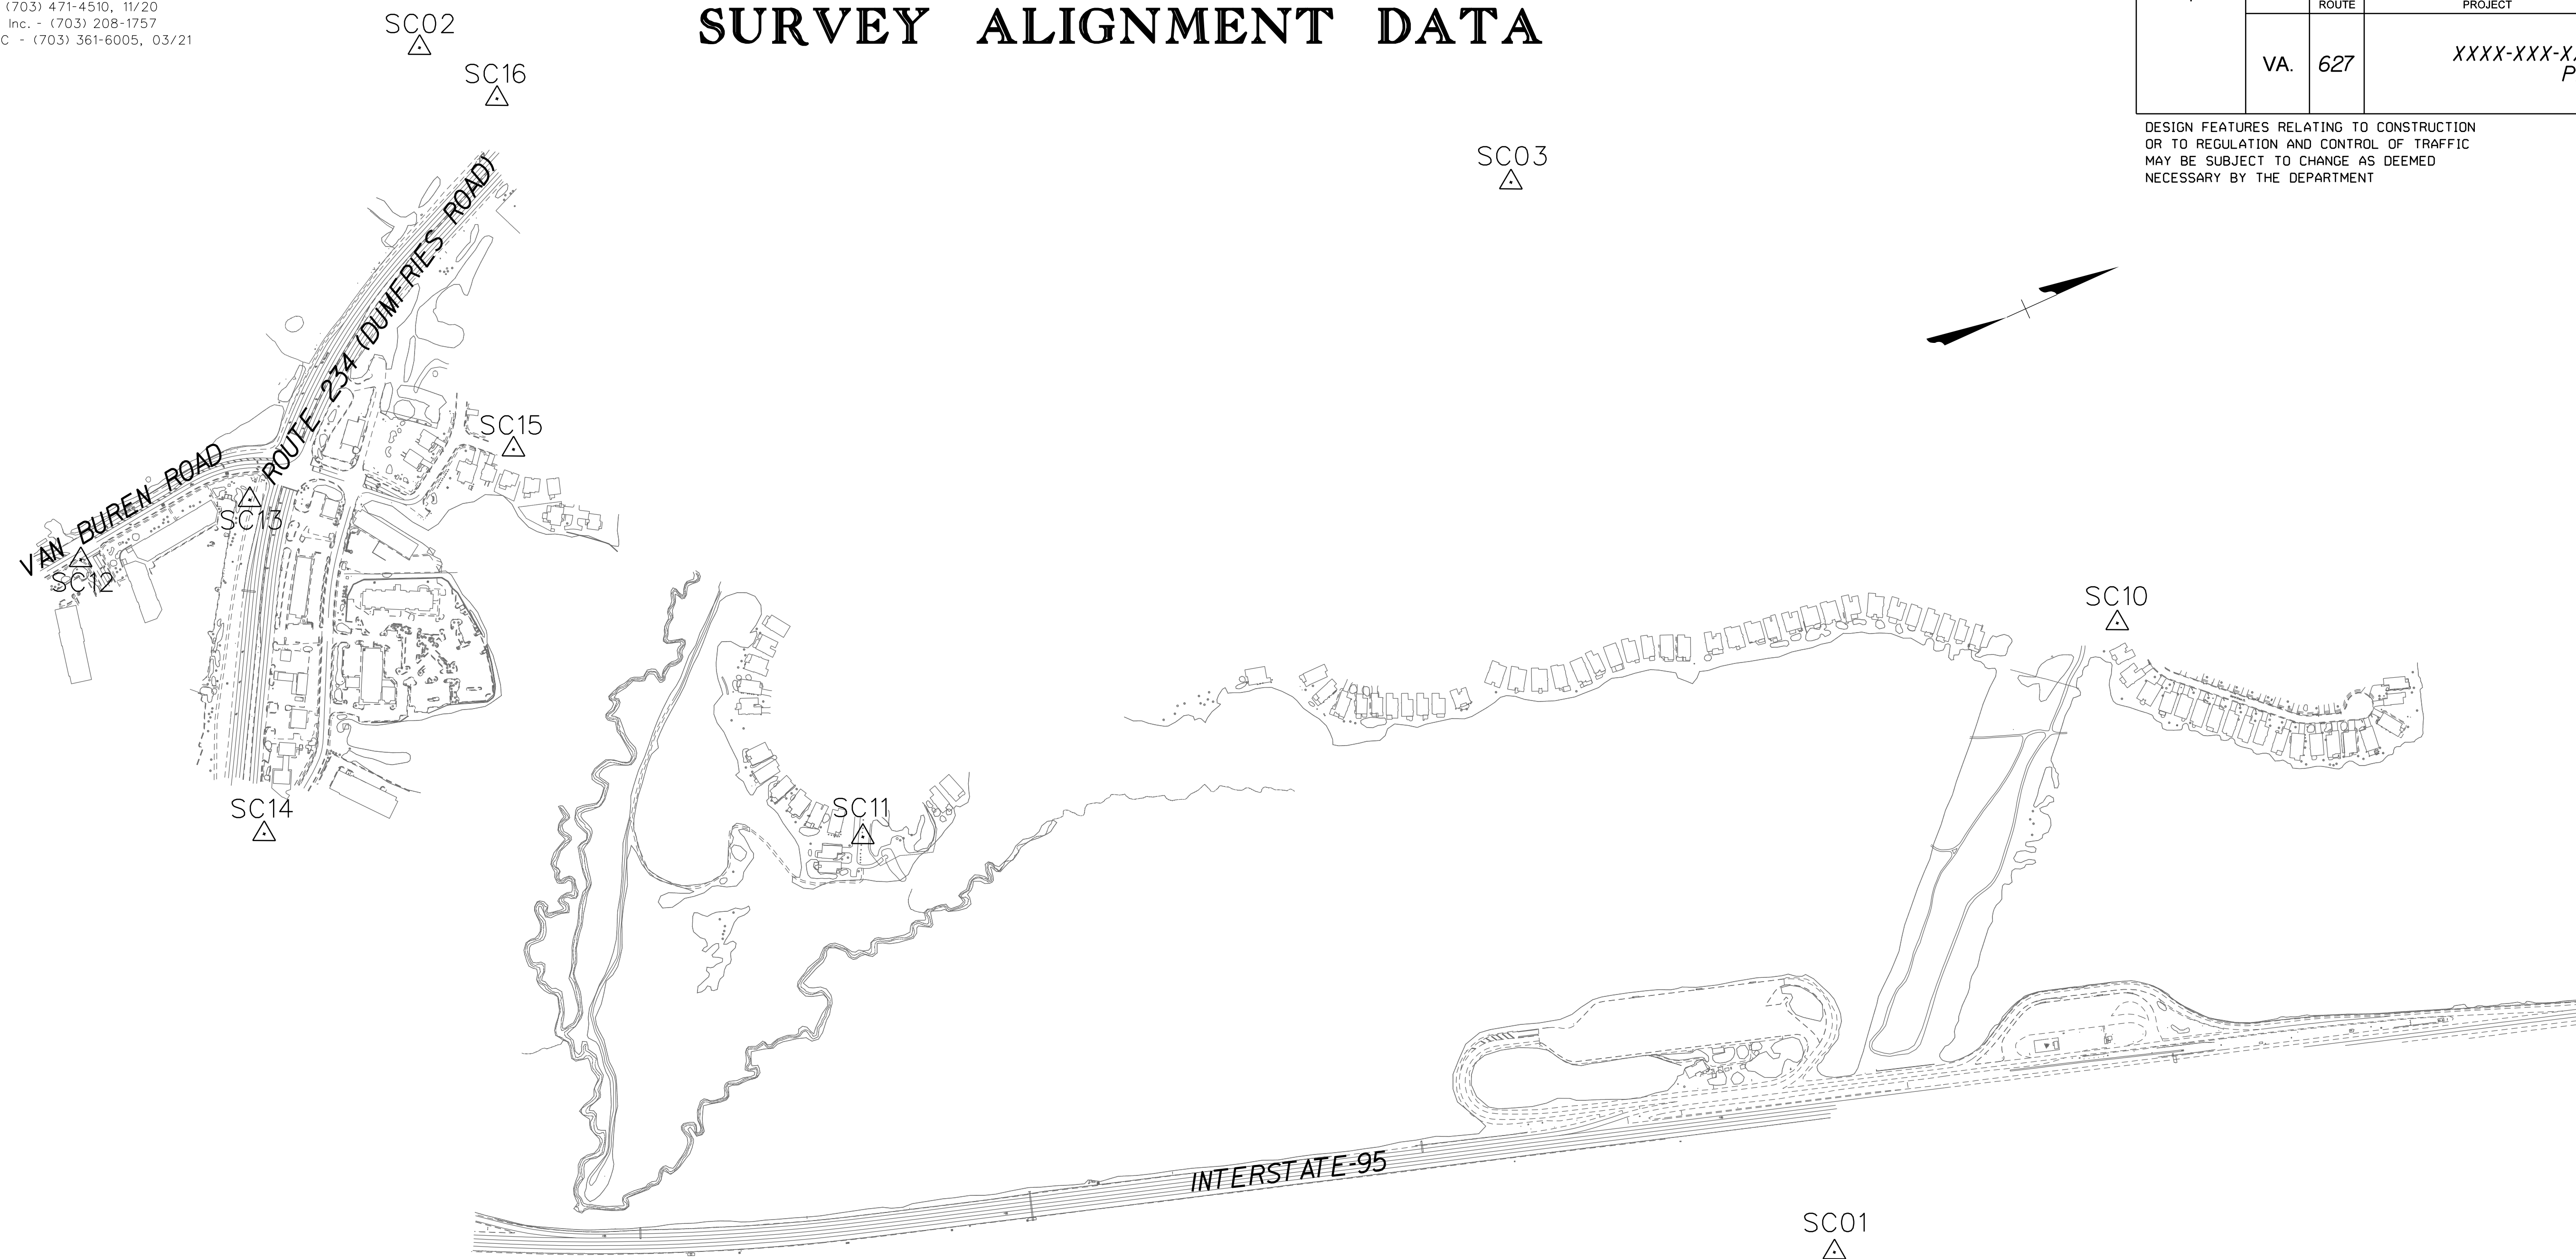 (703) 471-4510, 11/20
Inc. - (703) 208-1757
C - (703) 361-6005, 03/21
SURVEY ALIGNMENT DATA
ROUTE
PROJECT
VA.
627
XXXX-XXX-X
P
DESIGN FEATURES RELATING TO CONSTRUCTION
OR TO REGULATION AND CONTROL OF TRAFFIC
MAY BE SUBJECT TO CHANGE AS DEEMED
NECESSARY BY THE DEPARTMENT
SC02
SC16
SC03
ROUTE 234 (DUMFRIES ROAD)
SC15
VAN BUREN ROAD
SC13
SC12
SC10
SC14
SC11
INTERSTATE-95
SC01